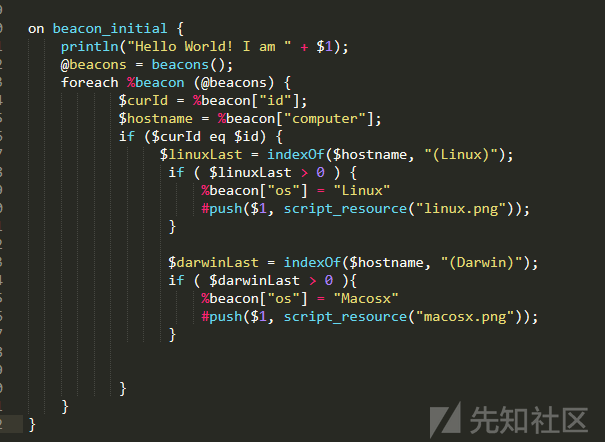 on beacon_initial {
println("Hello World! I am " + $1);
@beacons = beacons();
foreach %beacon (@beacons) {
$curId = %beacon["id"];
$hostname = %beacon["computer"];
if ($curId eq $id) {
$linuxLast = indexOf($hostname, "(Linux)");
if ( $linuxLast > 0 ) {
%beacon["os"] = "Linux"
#push($1, script_resource("linux.png"));
}
$darwinLast = indexOf($hostname, "(Darwin)");
if ( $darwinLast > 0 ){
%beacon["os"] = "Macosx"
#push($1, script_resource("macosx.png"));
}
}
}
}
先知社区